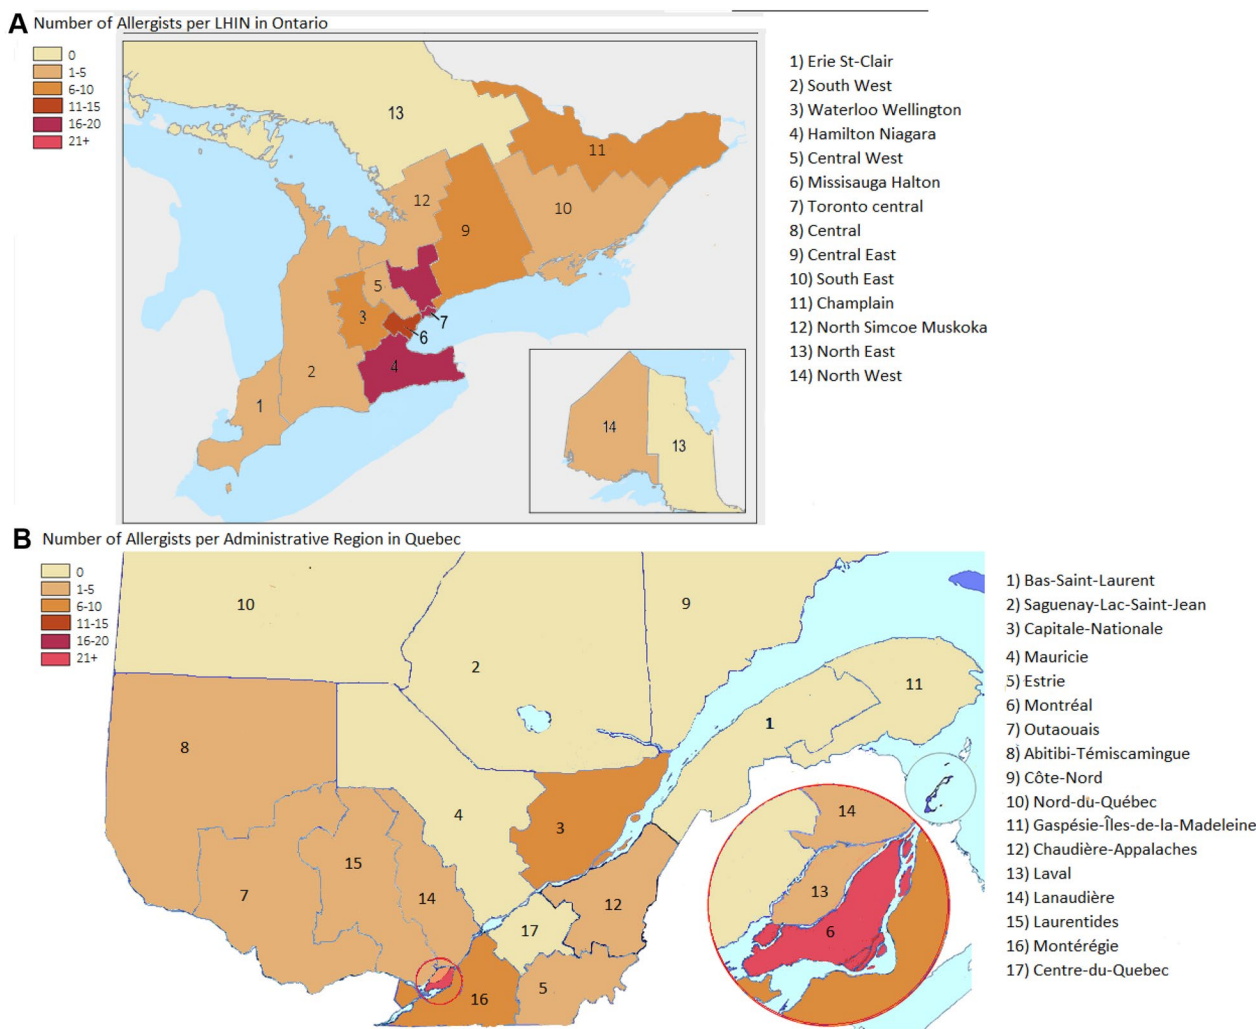 A Number of Allergists per LHIN in Ontario
0
1-5
6-10
11-15
16-20
21+
13
11
12
10
9
5
3
7
6
4
2
1
14
13
1) Erie St-Clair
2) South West
3) Waterloo Wellington
4) Hamilton Niagara
5) Central West
6) Missisauga Halton
7) Toronto central
8) Central
9) Central East
10) South East
11) Champlain
12) North Simcoe Muskoka
13) North East
14) North West
B Number of Allergists per Administrative Region in Quebec
0
1-5
6-10
11-15
16-20
21+
10
9
2
11
1
8
4
3
15
7
14
12
17
16
5
14
13
6
1) Bas-Saint-Laurent
2) Saguenay-Lac-Saint-Jean
3) Capitale-Nationale
4) Mauricie
5) Estrie
6) Montréal
7) Outaouais
8) Abitibi-Témiscamingue
9) Côte-Nord
10) Nord-du-Québec
11) Gaspésie-Îles-de-la-Madeleine
12) Chaudière-Appalaches
13) Laval
14) Lanaudière
15) Laurentides
16) Montérégie
17) Centre-du-Quebec